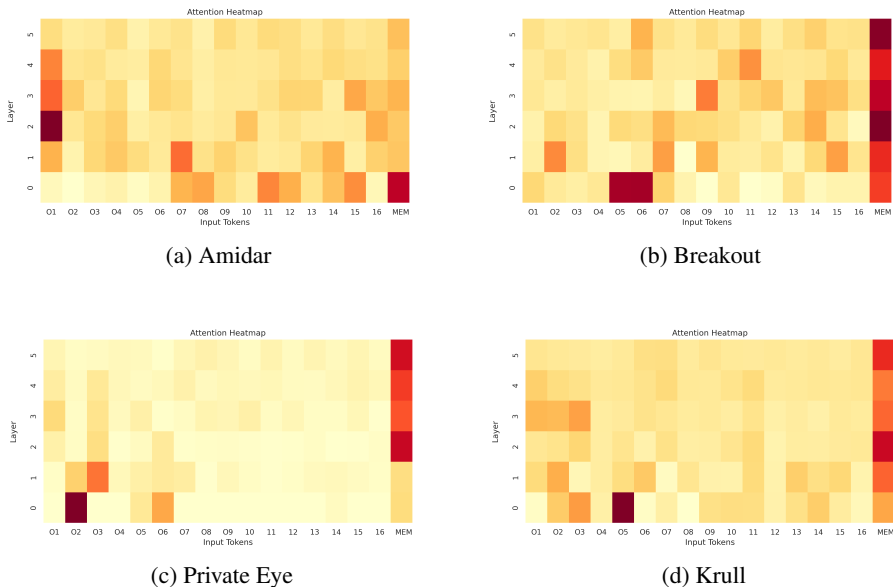 Attention Heatmap
5
4
3
2
1
0
Layer
O1 O2 O3 O4 O5 O6 O7 O8 O9 10 11 12 13 14 15 16 MEM
Input Tokens
(a) Amidar
Attention Heatmap
5
4
3
2
1
0
Layer
O1 O2 O3 O4 O5 O6 O7 O8 O9 10 11 12 13 14 15 16 MEM
Input Tokens
(b) Breakout
Attention Heatmap
5
4
3
2
1
0
Layer
O1 O2 O3 O4 O5 O6 O7 O8 O9 10 11 12 13 14 15 16 MEM
Input Tokens
(c) Private Eye
Attention Heatmap
5
4
3
2
1
0
Layer
O1 O2 O3 O4 O5 O6 O7 O8 O9 10 11 12 13 14 15 16 MEM
Input Tokens
(d) Krull